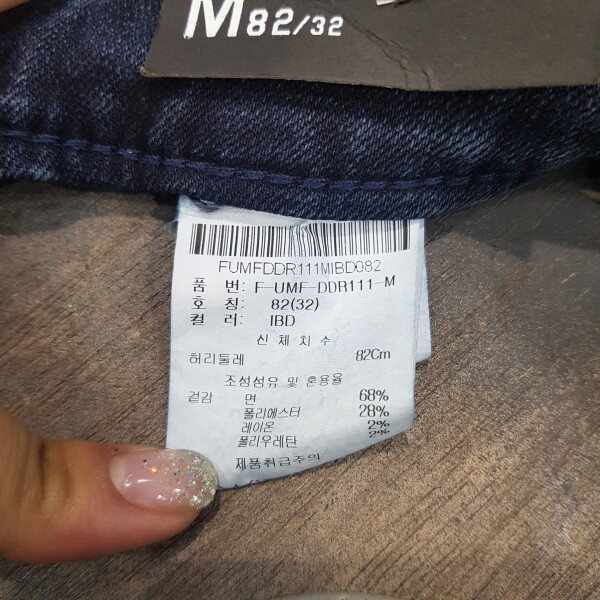 M82/32
FUMFDDR111MIBD082
품 번: F-UMF-DDR111-M
호 칭: 82(32)
컬 러: IBD
신 체 치 수
허리둘레 82Cm
조성섬유 및 혼용율
겉감 면 68%
폴리에스터 28%
레이온 2%
폴리우레탄 2%
제품취급주의